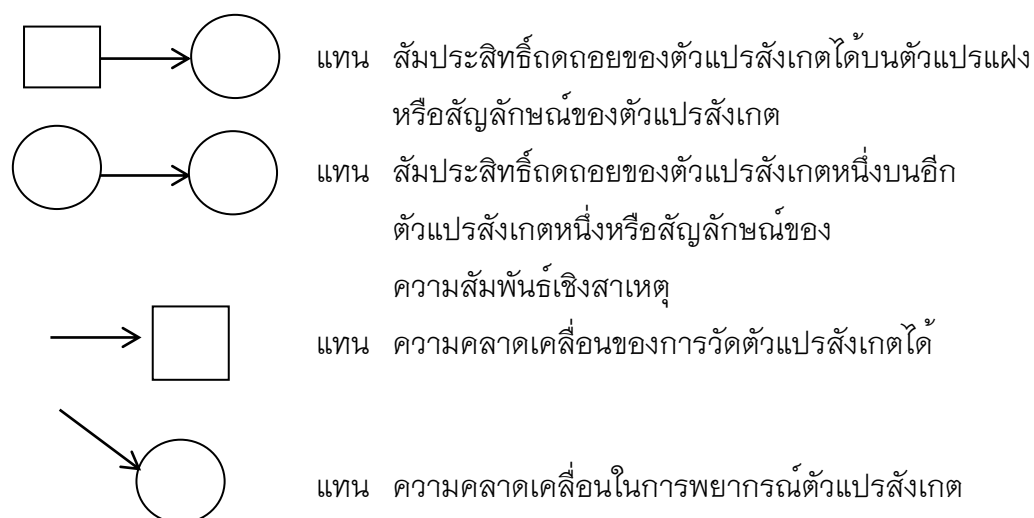 แทน สัมประสิทธิ์ถดถอยของตัวแปรสังเกตได้บนตัวแปรแฝง
หรือสัญลักษณ์ของตัวแปรสังเกต
แทน สัมประสิทธิ์ถดถอยของตัวแปรสังเกตหนึ่งบนอีก
ตัวแปรสังเกตหนึ่งหรือสัญลักษณ์ของ
ความสัมพันธ์เชิงสาเหตุ
แทน ความคลาดเคลื่อนของการวัดตัวแปรสังเกตได้
แทน ความคลาดเคลื่อนในการพยากรณ์ตัวแปรสังเกต